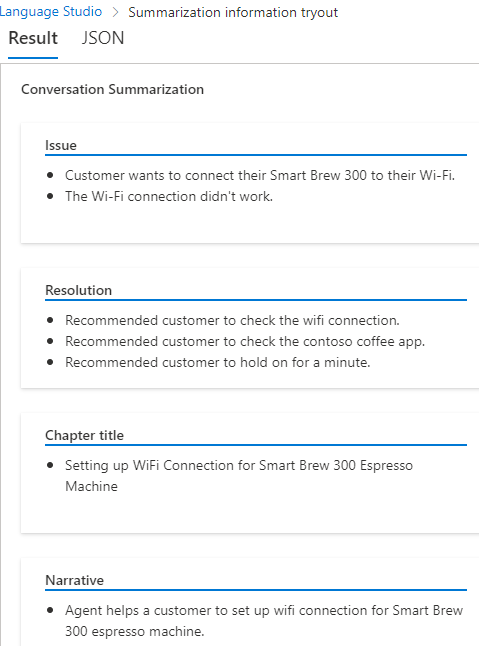 Language Studio > Summarization information tryout
Result JSON
Conversation Summarization
Issue
• Customer wants to connect their Smart Brew 300 to their Wi-Fi.
• The Wi-Fi connection didn't work.
Resolution
• Recommended customer to check the wifi connection.
• Recommended customer to check the contoso coffee app.
• Recommended customer to hold on for a minute.
Chapter title
• Setting up WiFi Connection for Smart Brew 300 Espresso
Machine
Narrative
• Agent helps a customer to set up wifi connection for Smart Brew
300 espresso machine.